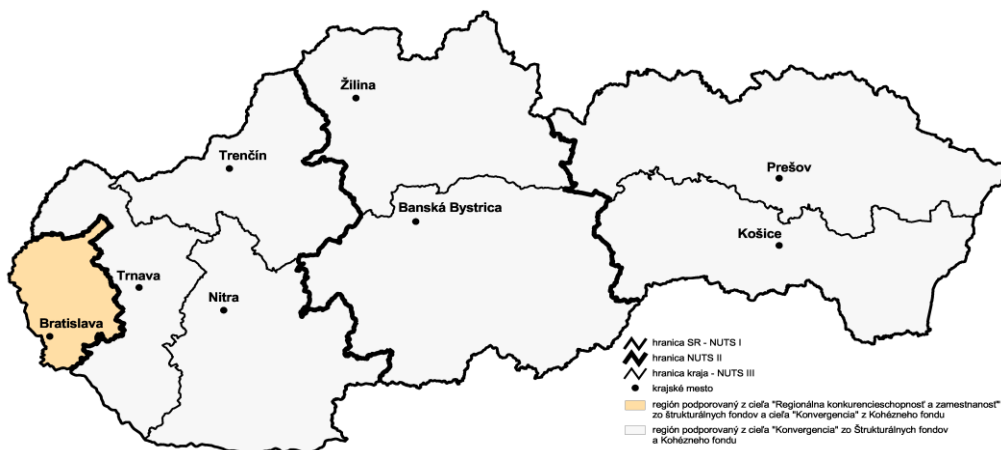 Žilina
Trenčín
Prešov
Banská Bystrica
Košice
Trnava
Nitra
Bratislava
hranica SR - NUTS I
hranica NUTS II
hranica kraja - NUTS III
krajské mesto
región podporovaný z cieľa "Regionálna konkurencieschopnosť a zamestnanosť"
zo štrukturálnych fondov a cieľa "Konvergencia" z Kohézneho fondu
región podporovaný z cieľa "Konvergencia" zo Štrukturálnych fondov
a Kohézneho fondu